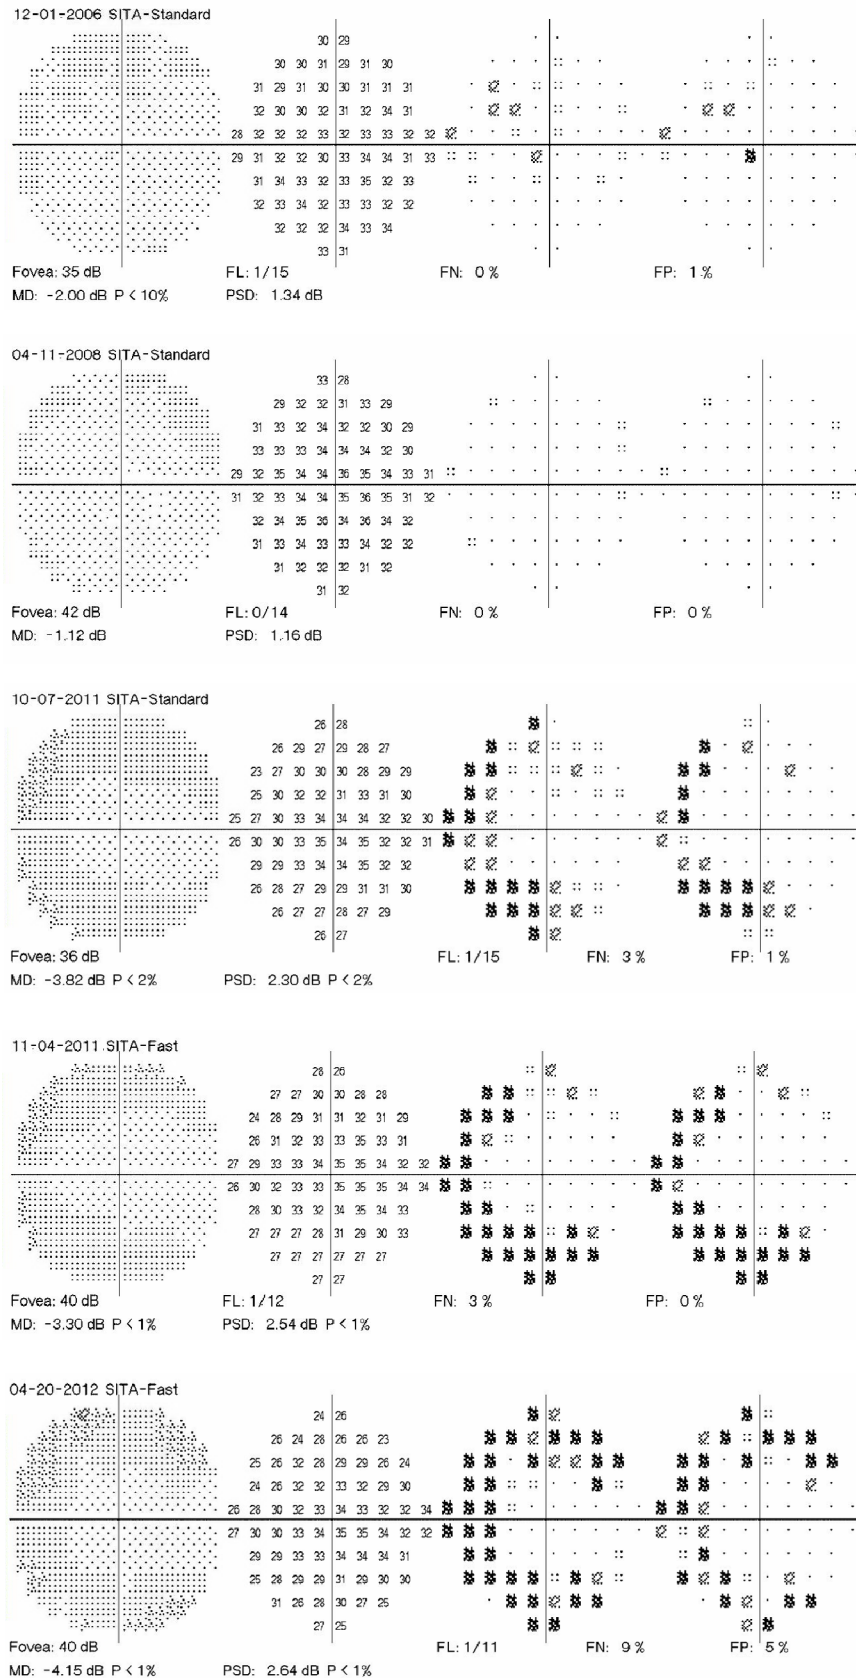 12-01-2006 SITA-Standard
30 29
30 30 31 29 31 30
31 29 31 30 30 31 31 31
32 30 30 32 31 32 34 31
28 32 32 32 33 32 33 33 32 32
29 31 32 32 30 33 34 34 31 33
31 34 33 32 33 35 32 33
32 33 34 32 33 33 32 32
32 32 32 34 33 34
33 31
Fovea: 35 dB FL: 1/15 FN: 0 % FP: 1 %
MD: -2.00 dB P < 10% PSD: 1.34 dB
04-11-2008 SITA-Standard
33 28
29 32 32 31 33 29
31 33 32 34 32 32 30 29
33 33 33 34 34 34 32 30
29 32 35 34 34 36 35 34 33 31
31 32 33 34 34 35 36 35 31 32
32 34 35 36 34 36 34 32
31 33 34 33 33 34 32 32
31 32 32 32 31 32
31 32
Fovea: 42 dB FL: 0/14 FN: 0 % FP: 0 %
MD: -1.12 dB PSD: 1.16 dB
10-07-2011 SITA-Standard
26 28
26 29 27 29 28 27
23 27 30 30 30 28 29 29
25 30 32 32 31 33 31 30
25 27 30 33 34 34 34 32 32 30
26 30 30 33 35 34 35 32 32 31
29 29 33 34 34 35 32 32
26 28 27 29 29 31 31 30
26 27 27 28 27 29
26 27
Fovea: 36 dB FL: 1/15 FN: 3 % FP: 1 %
MD: -3.82 dB P < 2% PSD: 2.30 dB P < 2%
11-04-2011 SITA-Fast
28 26
27 27 30 30 28 28
24 28 29 31 31 32 31 29
26 31 32 33 33 35 33 31
27 29 33 33 34 35 35 34 32 32
26 30 32 33 33 35 35 35 34 34
28 30 33 32 34 35 34 33
27 27 27 28 31 29 30 33
27 27 27 27 27 27
27 27
Fovea: 40 dB FL: 1/12 FN: 3 % FP: 0 %
MD: -3.30 dB P < 1% PSD: 2.54 dB P < 1%
04-20-2012 SITA-Fast
24 26
26 24 28 26 26 23
25 26 32 28 29 29 26 24
24 26 32 32 33 32 29 30
26 28 30 32 33 34 33 32 32 34
27 30 30 33 34 35 35 34 32 32
29 29 33 33 34 34 34 31
25 28 29 29 31 29 30 30
31 26 28 30 27 25
27 25
Fovea: 40 dB FL: 1/11 FN: 9 % FP: 5 %
MD: -4.15 dB P < 1% PSD: 2.64 dB P < 1%